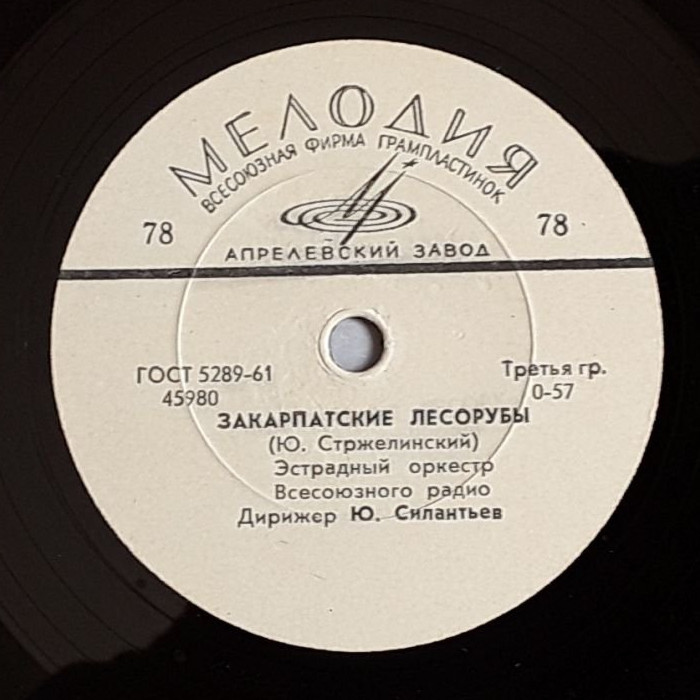 МЕЛОДИЯ
ВСЕСОЮЗНАЯ ФИРМА ГРАМПЛАСТИНОК
78
78
АПРЕЛЕВСКИЙ ЗАВОД
ГОСТ 5289-61
Третья гр.
45980
0-57
ЗАКАРПАТСКИЕ ЛЕСОРУБЫ
(Ю. Стржелинский)
Эстрадный оркестр
Всесоюзного радио
Дирижер Ю. Силантьев